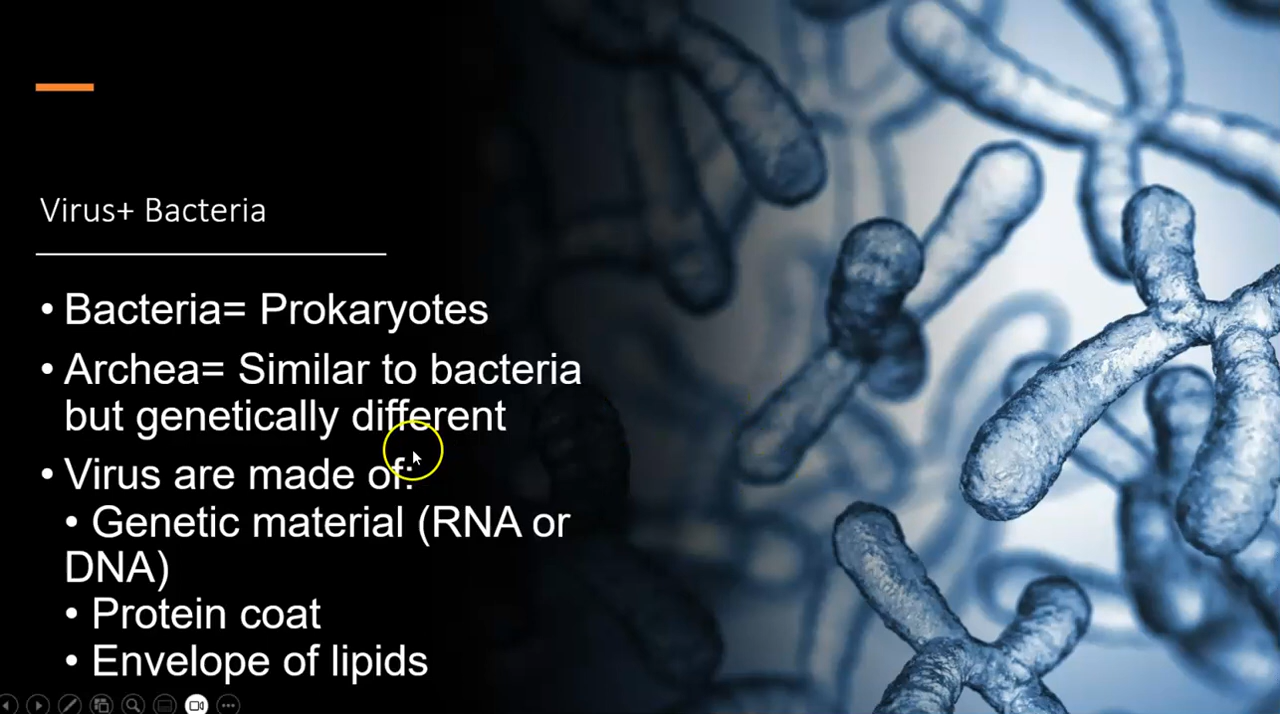 Virus+ Bacteria
• Bacteria= Prokaryotes
• Archea= Similar to bacteria
but genetically different
• Virus are made of:
• Genetic material (RNA or
DNA)
• Protein coat
• Envelope of lipids